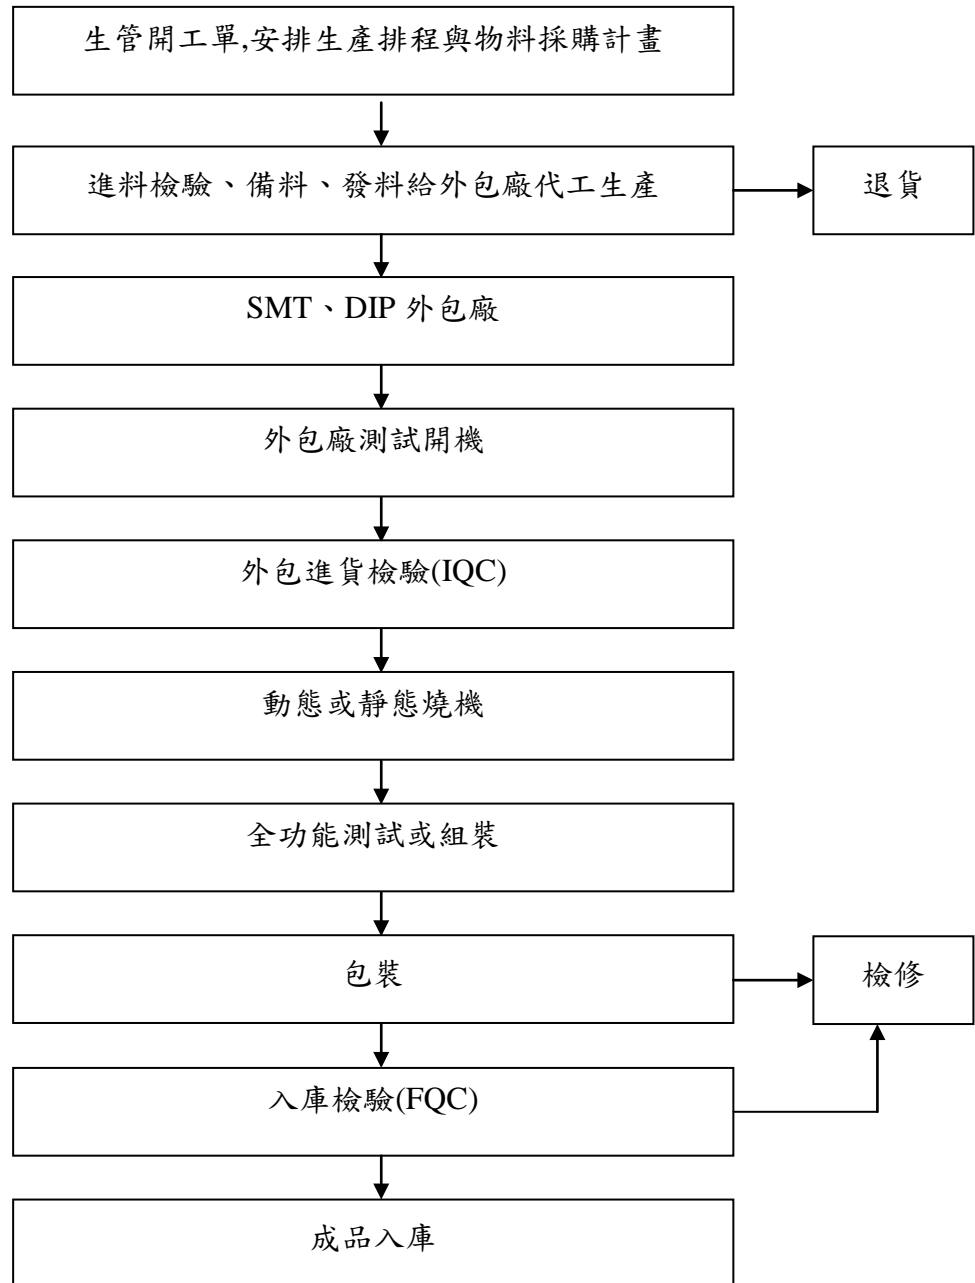 生管開工單,安排生產排程與物料採購計畫
進料檢驗、備料、發料給外包廠代工生產
退貨
SMT、DIP 外包廠
外包廠測試開機
外包進貨檢驗(IQC)
動態或靜態燒機
全功能測試或組裝
包裝
檢修
入庫檢驗(FQC)
成品入庫